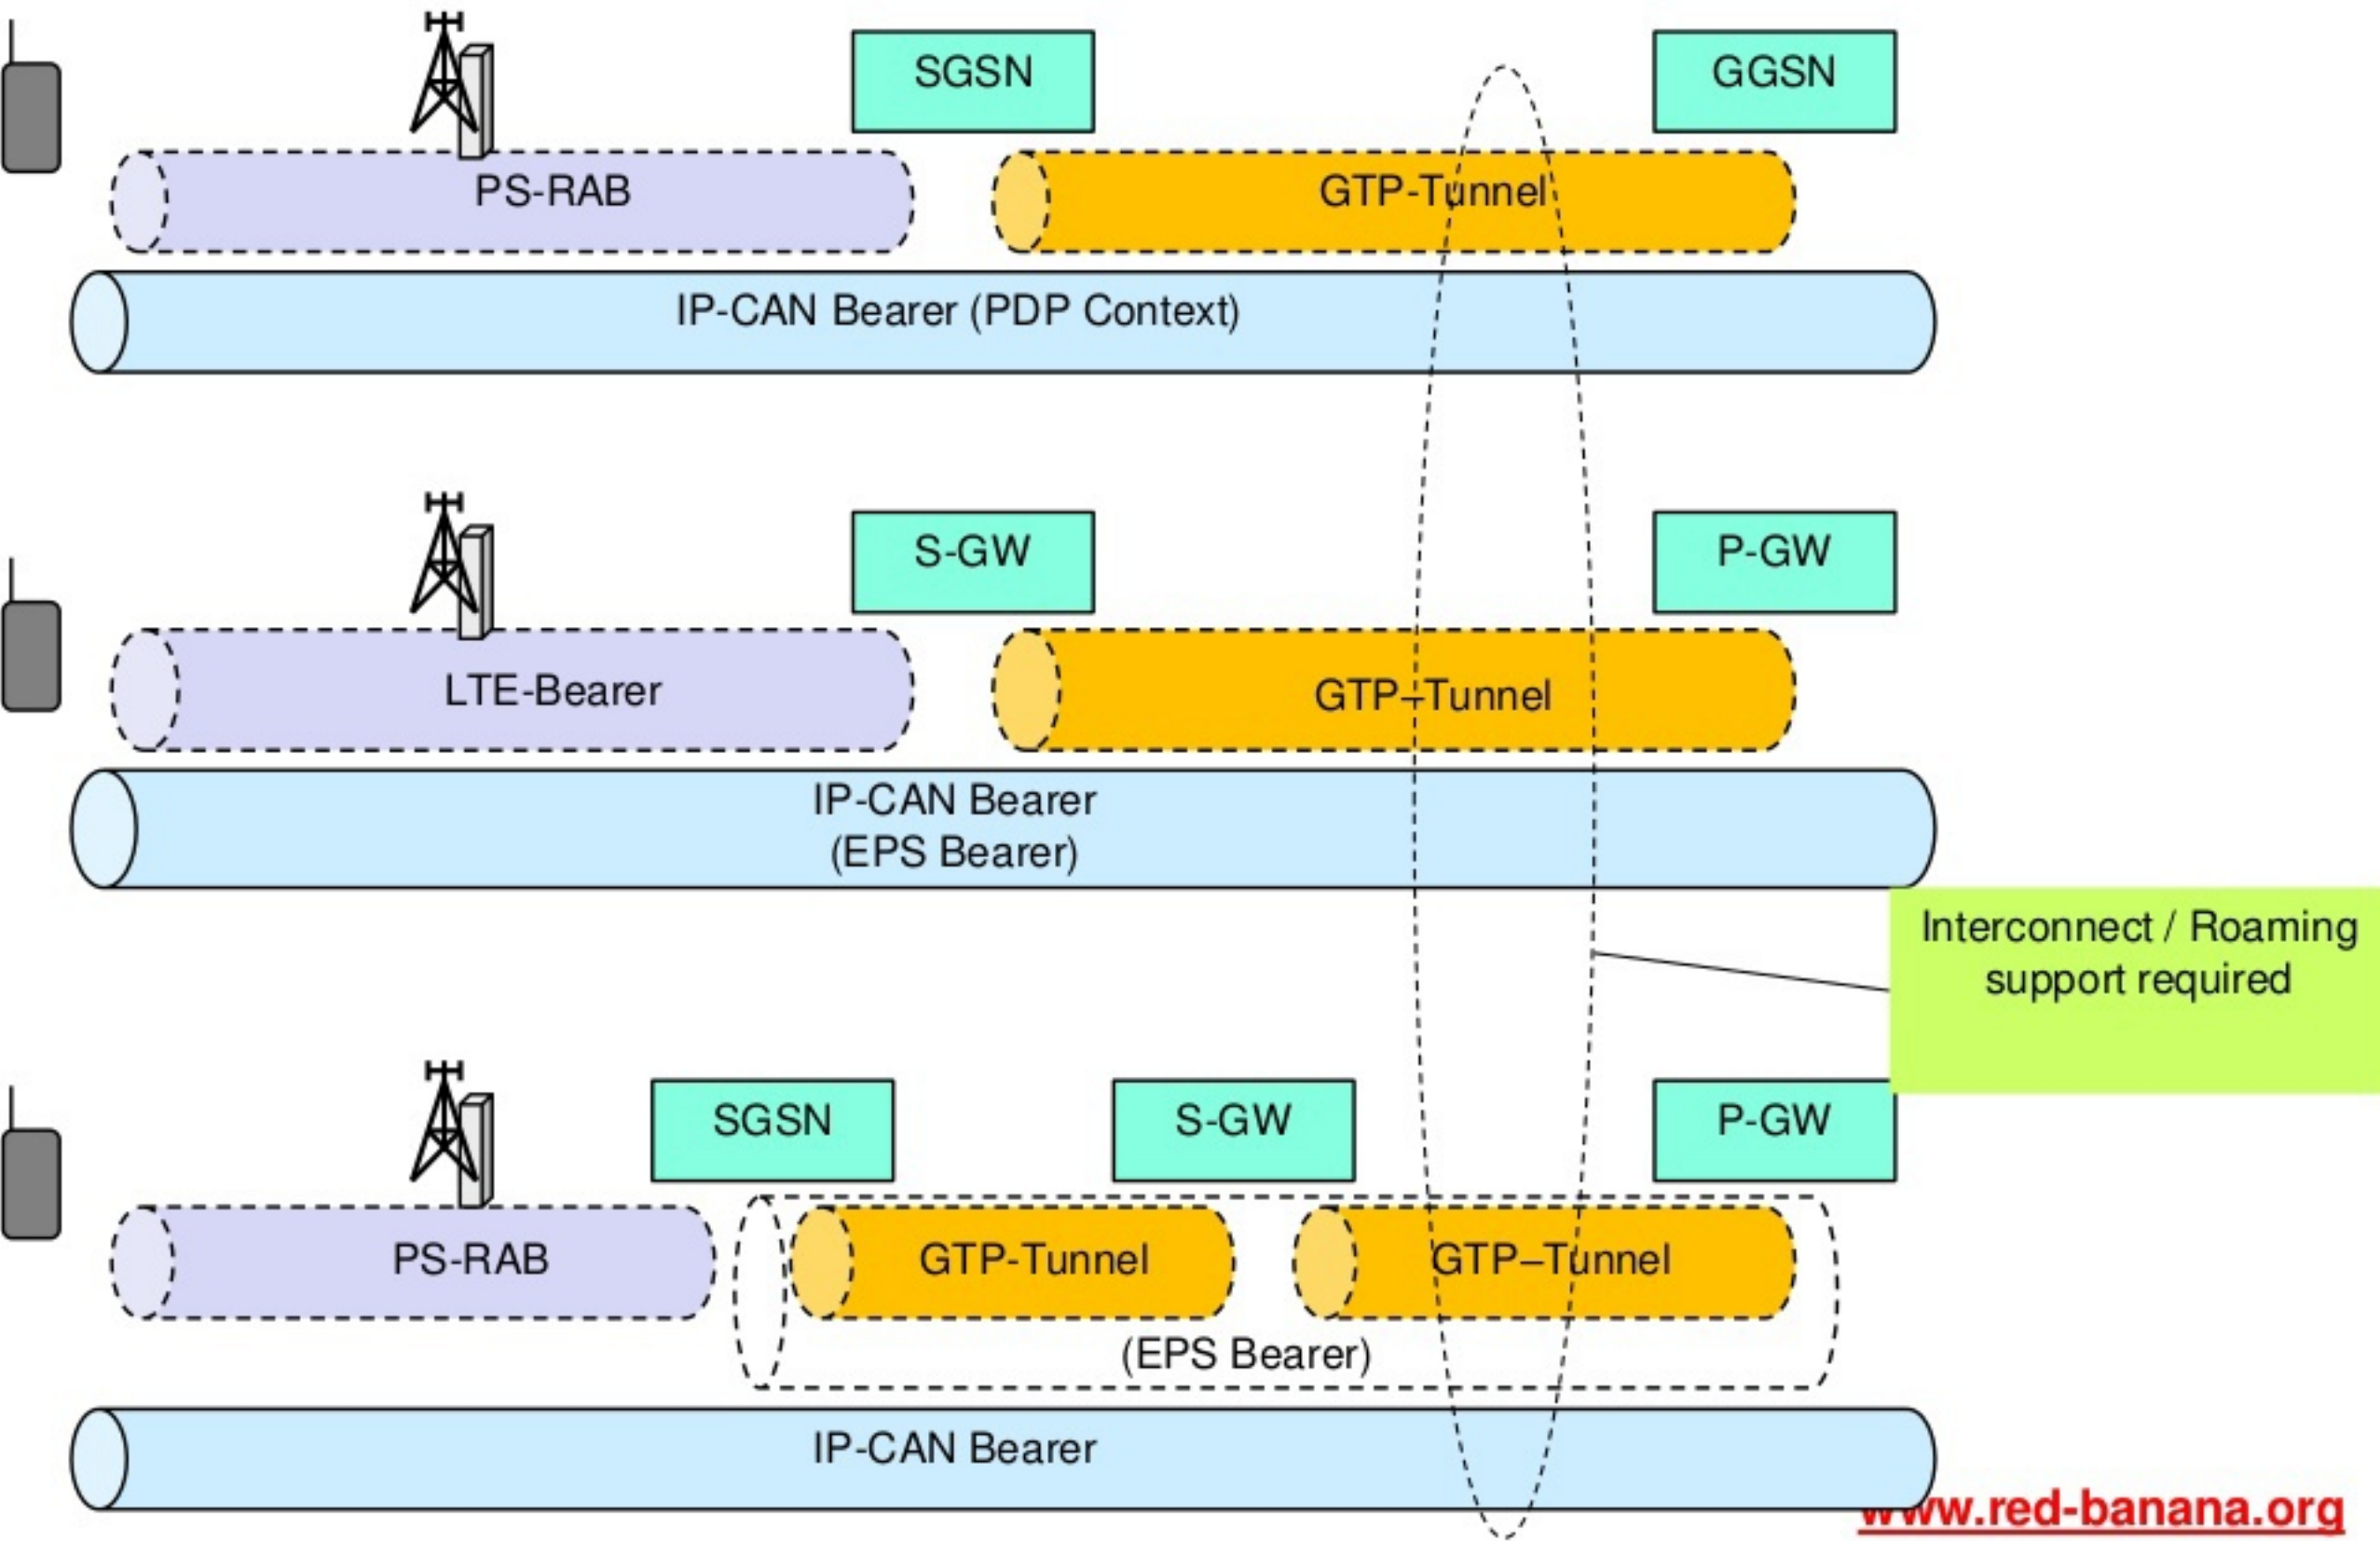 SGSN
GGSN
PS-RAB
GTP-Tunnel
IP-CAN Bearer (PDP Context)
S-GW
P-GW
LTE-Bearer
GTP–Tunnel
IP-CAN Bearer
(EPS Bearer)
Interconnect / Roaming
support required
SGSN
S-GW
P-GW
PS-RAB
GTP-Tunnel
GTP–Tunnel
(EPS Bearer)
IP-CAN Bearer
www.red-banana.org